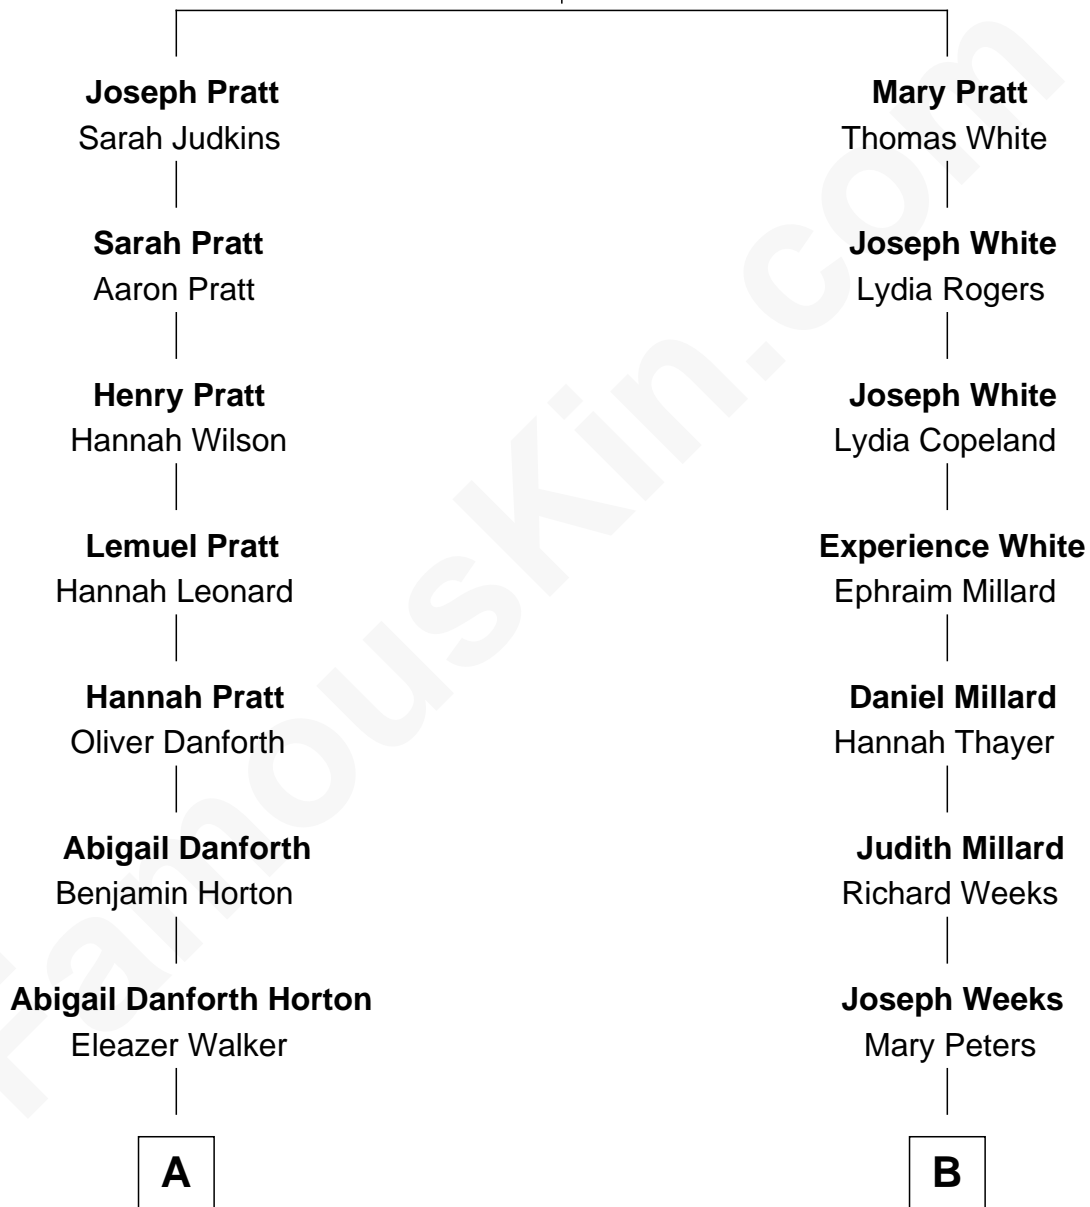 Joseph Pratt
Sarah Judkins
Sarah Pratt
Aaron Pratt
Henry Pratt
Hannah Wilson
Lemuel Pratt
Hannah Leonard
Hannah Pratt
Oliver Danforth
Abigail Danforth
Benjamin Horton
Abigail Danforth Horton
Eleazer Walker
A
Mary Pratt
Thomas White
Joseph White
Lydia Rogers
Joseph White
Lydia Copeland
Experience White
Ephraim Millard
Daniel Millard
Hannah Thayer
Judith Millard
Richard Weeks
Joseph Weeks
Mary Peters
B
FamousKin.com